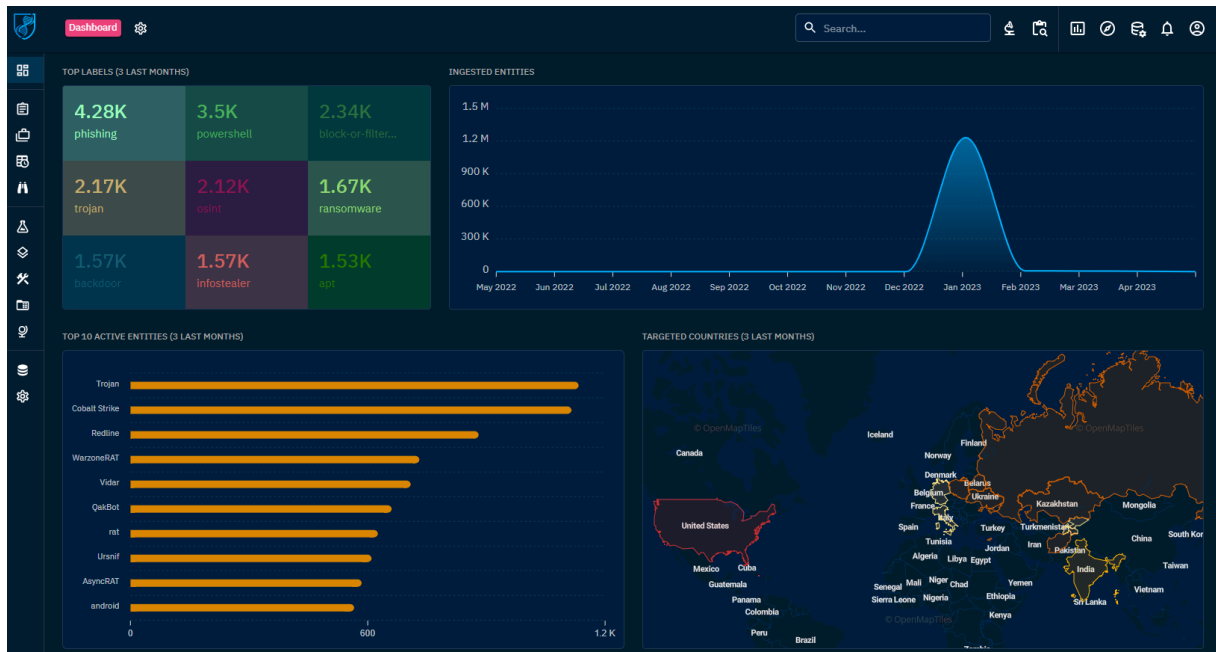 Dashboard
Search...
TOP LABELS (3 LAST MONTHS)
4.28K
phishing
3.5K
powershell
2.34K
block-or-filter...
2.17K
trojan
2.12K
osint
1.67K
ransomware
1.57K
backdoor
1.57K
infostealer
1.53K
apt
INGESTED ENTITIES
1.5 M
1.2 M
900 K
600 K
300 K
0
May 2022 Jun 2022 Jul 2022 Aug 2022 Sep 2022 Oct 2022 Nov 2022 Dec 2022 Jan 2023 Feb 2023 Mar 2023 Apr 2023
TOP 10 ACTIVE ENTITIES (3 LAST MONTHS)
Trojan
Cobalt Strike
Redline
WarzoneRAT
Vidar
QakBot
rat
Ursnif
AsyncRAT
android
0 600 1.2 K
TARGETED COUNTRIES (3 LAST MONTHS)
© OpenMapTiles © OpenMapTiles
Iceland
Finland
Canada
Norway
Denmark
Belarus
Belgium
Ukraine
France
Kazakhstan
Mongolia
Italy
United States
Spain
Turkey
Turkmenistan
South Kor
Tunisia
China
Jordan
Iran
Pakistan
Algeria
Libya
Egypt
Mexico
Cuba
India
Taiwan
Guatemala
Senegal
Mali
Niger
Chad
Yemen
Vietnam
Panama
Sierra Leone
Nigeria
Ethiopia
Sri Lanka
Colombia
Kenya
© OpenMapTiles
Peru
Brazil